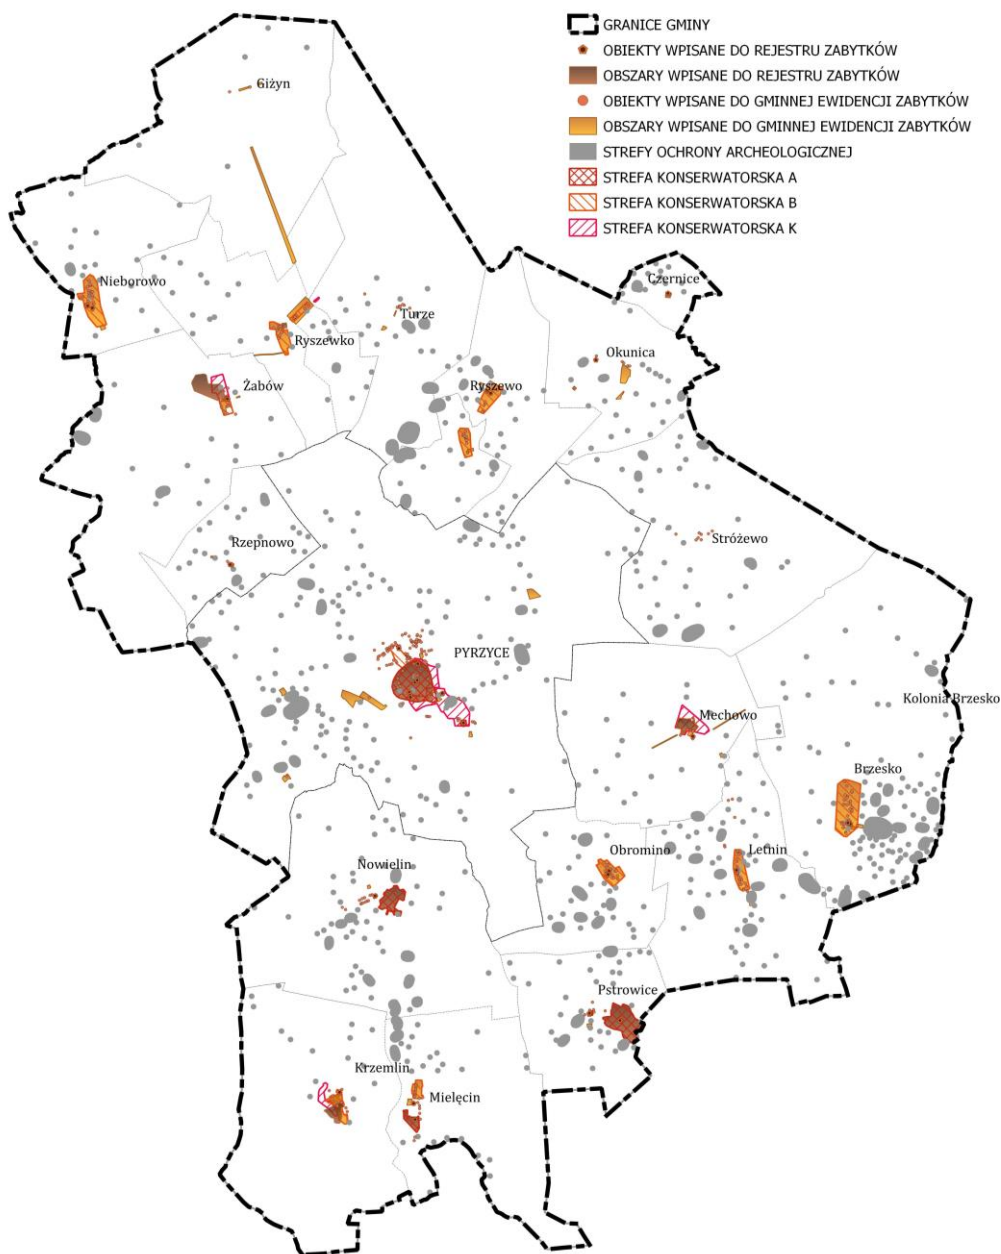 GRANICE GMINY
OBIEKTY WPISANE DO REJESTRU ZABYTKÓW
OBSZARY WPISANE DO REJESTRU ZABYTKÓW
OBIEKTY WPISANE DO GMINNEJ EWIDENCJI ZABYTKÓW
OBSZARY WPISANE DO GMINNEJ EWIDENCJI ZABYTKÓW
STREFY OCHRONY ARCHEOLOGICZNEJ
STREFA KONSERWATORSKA A
STREFA KONSERWATORSKA B
STREFA KONSERWATORSKA K
Giżyn
Nieborowo
Czernice
Turze
Ryszewko
Okunica
Żabów
Ryszewo
Rzepnowo
Stróżewo
PYRZYCE
Kolonia Brzesko
Mechowo
Brzesko
Obromino
Letnin
Nowielin
Pstrowice
Krzemlin
Mielęcin